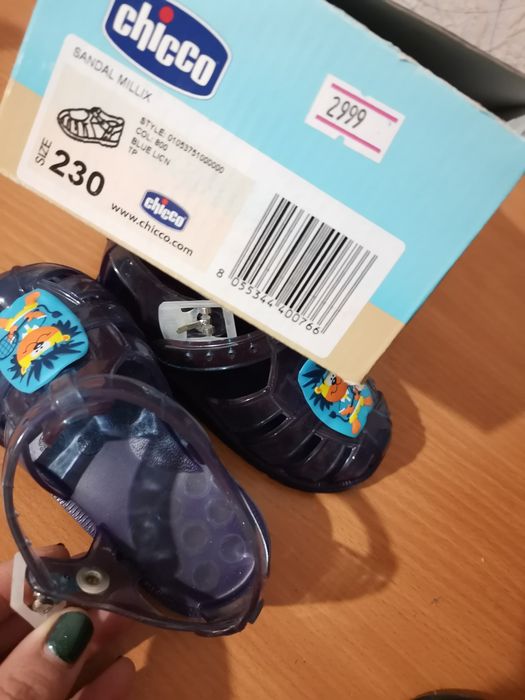 chicco
SANDAL MILLIX
2999
STYLE: 01053751000000
COL: 800
BLUE LION
TP
SIZE
230
chicco
www.chicco.com
8 055344 400766